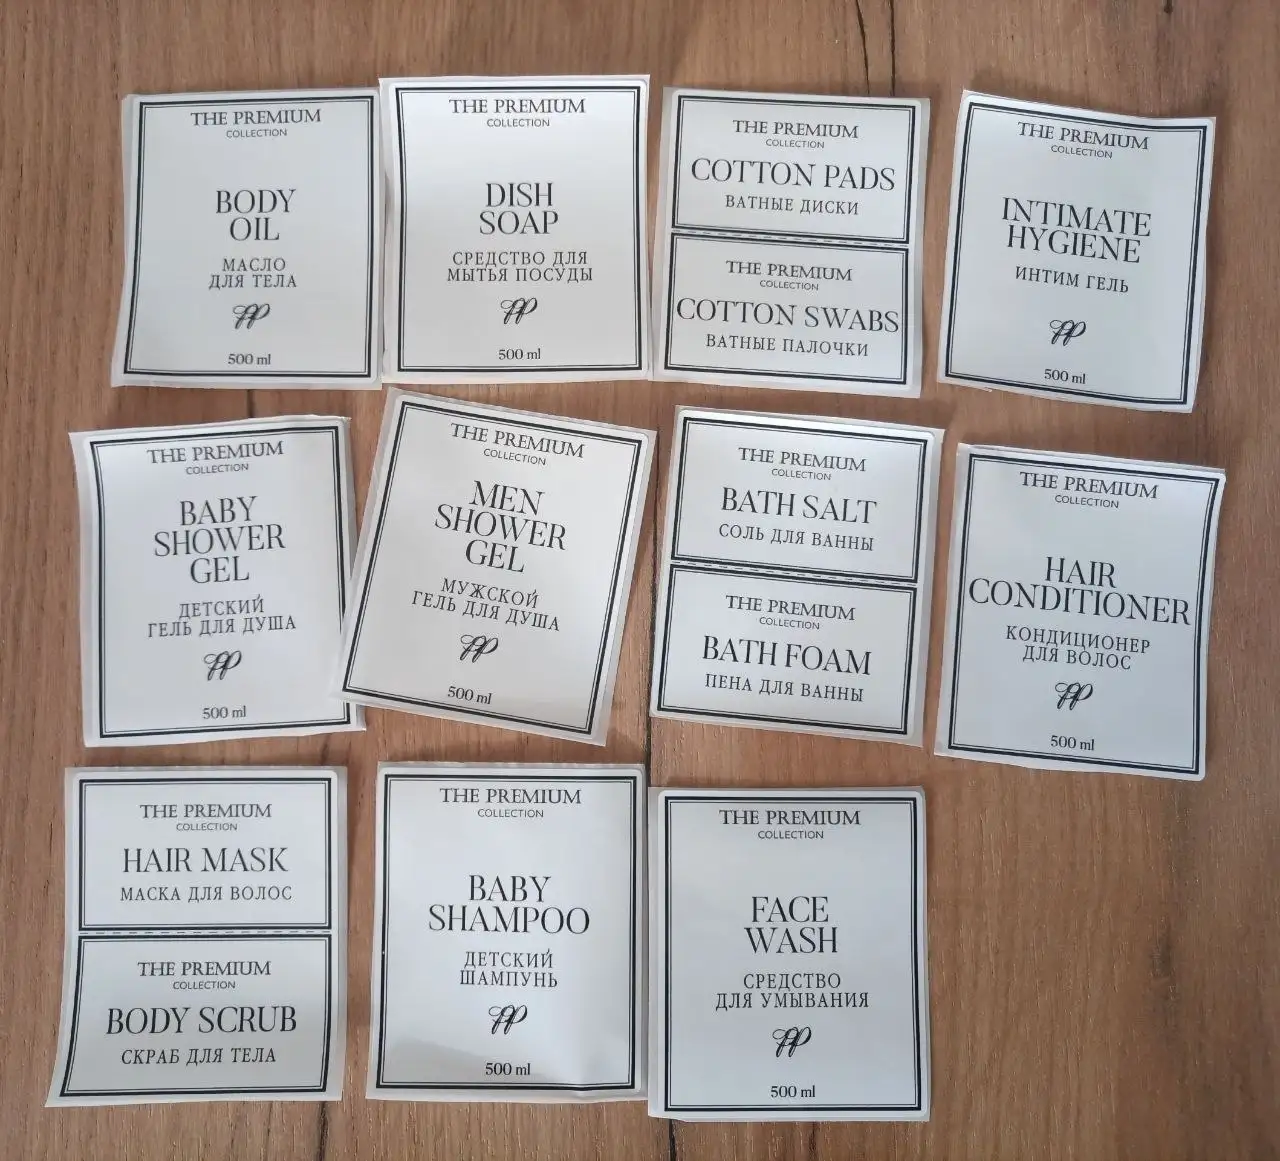 THE PREMIUM
COLLECTION
BODY
OIL
МАСЛО
ДЛЯ ТЕЛА
500 ml
THE PREMIUM
COLLECTION
DISH
SOAP
СРЕДСТВО ДЛЯ
МЫТЬЯ ПОСУДЫ
500 ml
THE PREMIUM
COLLECTION
COTTON PADS
ВАТНЫЕ ДИСКИ
THE PREMIUM
COLLECTION
COTTON SWABS
ВАТНЫЕ ПАЛОЧКИ
THE PREMIUM
COLLECTION
INTIMATE
HYGIENE
ИНТИМ ГЕЛЬ
500 ml
THE PREMIUM
COLLECTION
BABY
SHOWER
GEL
ДЕТСКИЙ
ГЕЛЬ ДЛЯ ДУША
500 ml
THE PREMIUM
COLLECTION
MEN
SHOWER
GEL
МУЖСКОЙ
ГЕЛЬ ДЛЯ ДУША
500 ml
THE PREMIUM
COLLECTION
BATH SALT
СОЛЬ ДЛЯ ВАННЫ
THE PREMIUM
COLLECTION
BATH FOAM
ПЕНА ДЛЯ ВАННЫ
THE PREMIUM
COLLECTION
HAIR
CONDITIONER
КОНДИЦИОНЕР
ДЛЯ ВОЛОС
500 ml
THE PREMIUM
COLLECTION
HAIR MASK
МАСКА ДЛЯ ВОЛОС
THE PREMIUM
COLLECTION
BODY SCRUB
СКРАБ ДЛЯ ТЕЛА
THE PREMIUM
COLLECTION
BABY
SHAMPOO
ДЕТСКИЙ
ШАМПУНЬ
500 ml
THE PREMIUM
COLLECTION
FACE
WASH
СРЕДСТВО
ДЛЯ УМЫВАНИЯ
500 ml